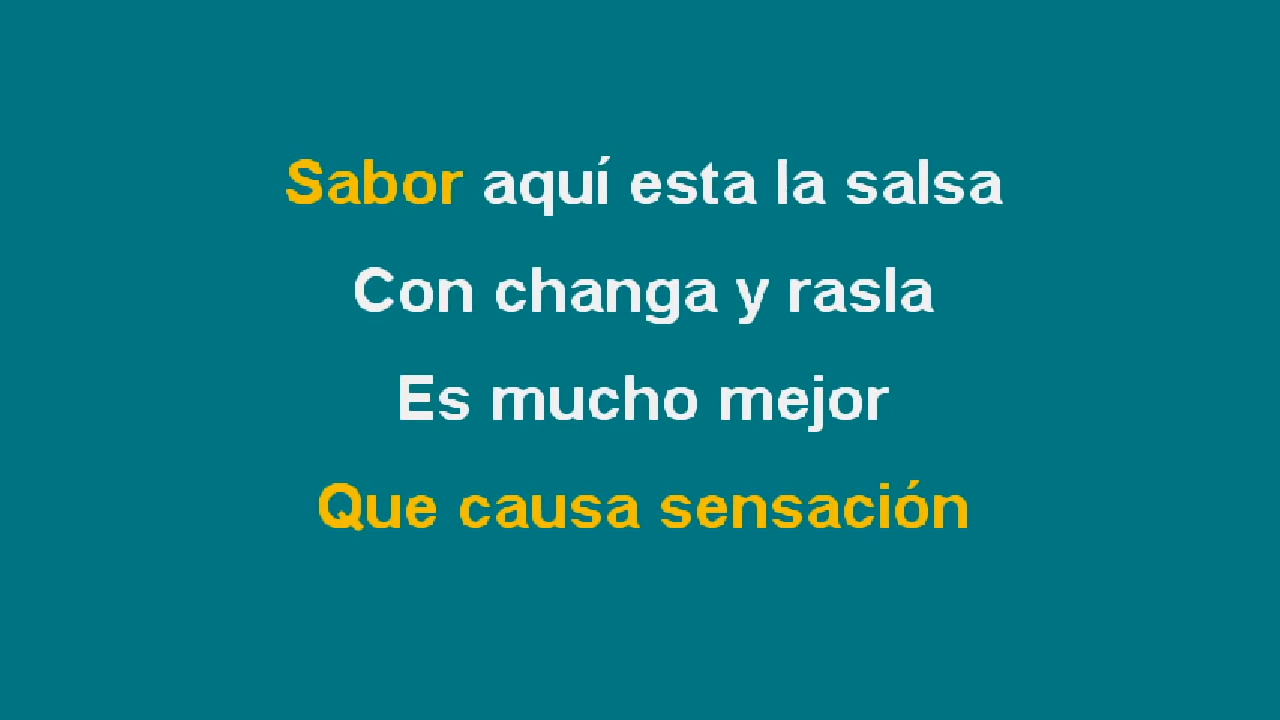 Sabor aquí esta la salsa
Con changa y rasla
Es mucho mejor
Que causa sensación